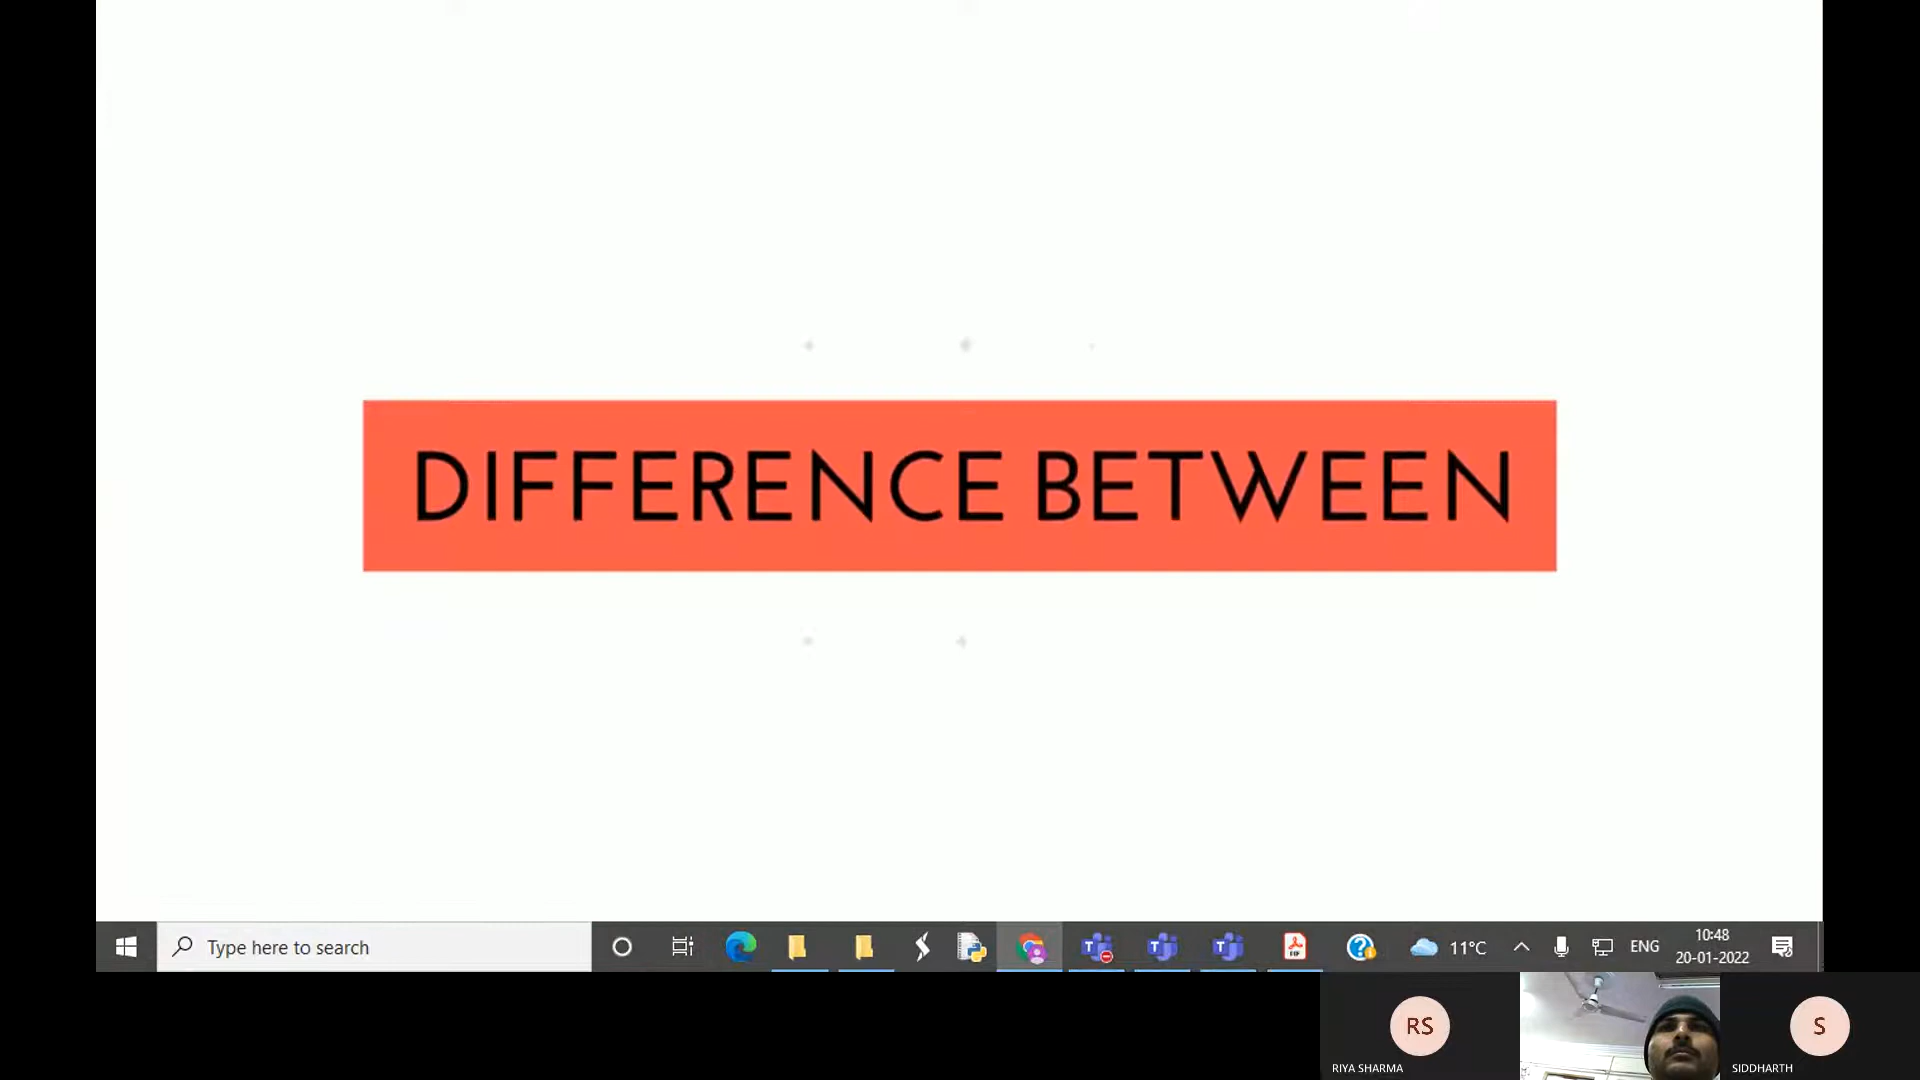 DIFFERENCE BETWEEN
Type here to search
11°C
ENG
10:48
20-01-2022
RS
RIYA SHARMA
S
SIDDHARTH